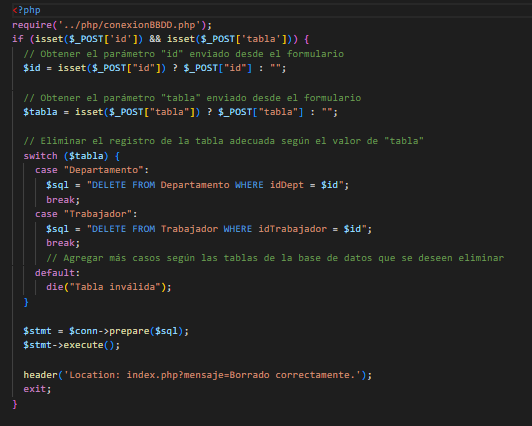 <?php
require('../php/conexionBBDD.php');
if (isset($_POST['id']) && isset($_POST['tabla'])) {
// Obtener el parámetro "id" enviado desde el formulario
$id = isset($_POST["id"]) ? $_POST["id"] : "";
// Obtener el parámetro "tabla" enviado desde el formulario
$tabla = isset($_POST["tabla"]) ? $_POST["tabla"] : "";
// Eliminar el registro de la tabla adecuada según el valor de "tabla"
switch ($tabla) {
case "Departamento":
$sql = "DELETE FROM Departamento WHERE idDept = $id";
break;
case "Trabajador":
$sql = "DELETE FROM Trabajador WHERE idTrabajador = $id";
break;
// Agregar más casos según las tablas de la base de datos que se deseen eliminar
default:
die("Tabla inválida");
}
$stmt = $conn->prepare($sql);
$stmt->execute();
header('Location: index.php?mensaje=Borrado correctamente.');
exit;
}